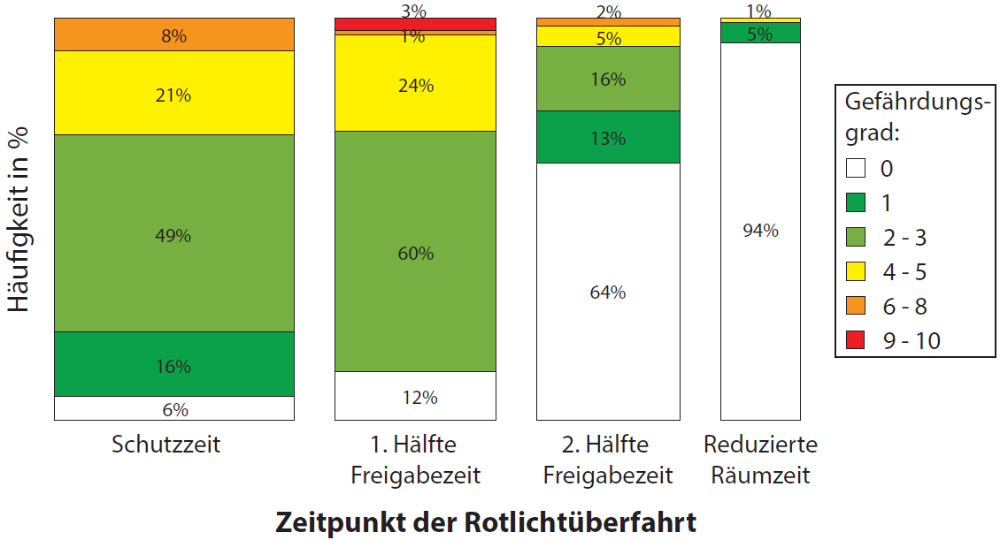 Häufigkeit in %
8%
21%
49%
16%
6%
3%
1%
24%
60%
12%
2%
5%
16%
13%
64%
1%
5%
94%
Schutzzeit
1. Hälfte
Freigabezeit
2. Hälfte
Freigabezeit
Reduzierte
Räumzeit
Zeitpunkt der Rotlichtüberfahrt
Gefährdungs-
grad:
0
1
2 - 3
4 - 5
6 - 8
9 - 10